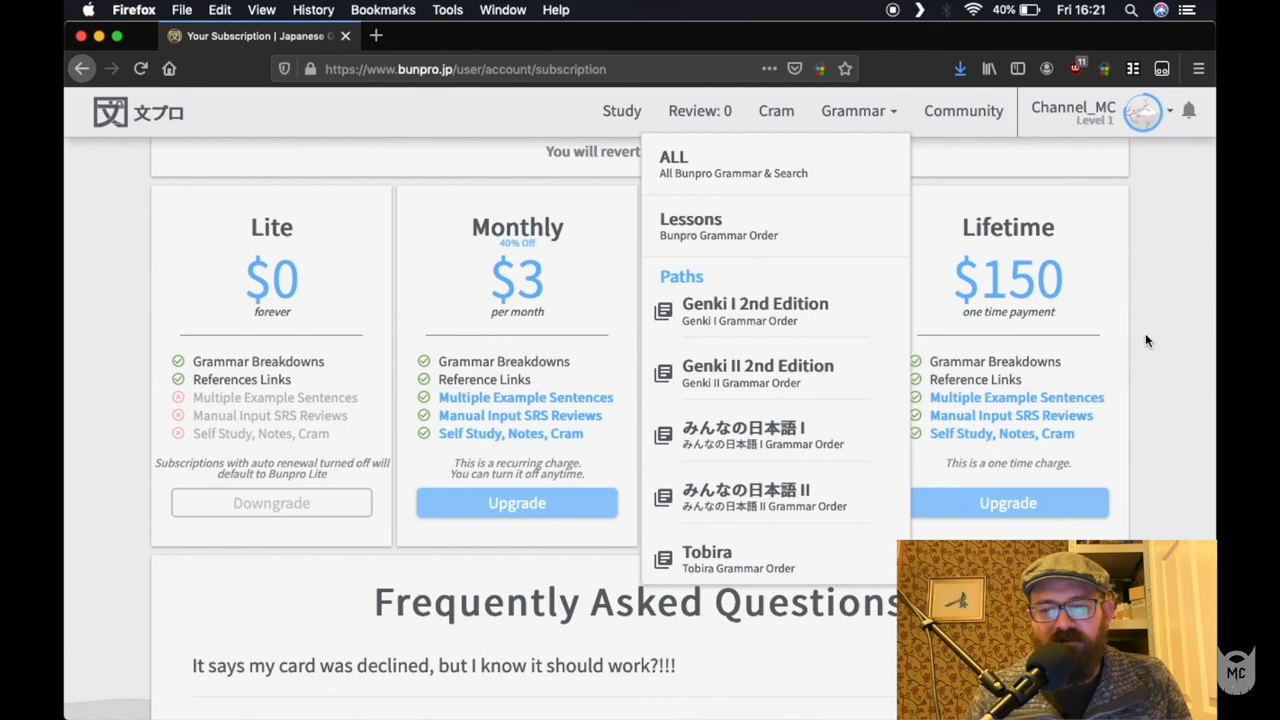 Firefox File Edit View History Bookmarks Tools Window Help 40% Fri 16:21
Your Subscription | Japanese G
https://www.bunpro.jp/user/account/subscription 11
文 文プロ Study Review: 0 Cram Grammar Community Channel_MC
Level 1
You will revert
ALL
All Bunpro Grammar & Search
Lessons
Bunpro Grammar Order
Paths
Genki I 2nd Edition
Genki I Grammar Order
Genki II 2nd Edition
Genki II Grammar Order
みんなの日本語 I
みんなの日本語 I Grammar Order
みんなの日本語 II
みんなの日本語 II Grammar Order
Tobira
Tobira Grammar Order
Lite
$0
forever
Grammar Breakdowns
References Links
Multiple Example Sentences
Manual Input SRS Reviews
Self Study, Notes, Cram
Subscriptions with auto renewal turned off will
default to Bunpro Lite
Downgrade
Monthly
40% Off
$3
per month
Grammar Breakdowns
Reference Links
Multiple Example Sentences
Manual Input SRS Reviews
Self Study, Notes, Cram
This is a recurring charge.
You can turn it off anytime.
Upgrade
Lifetime
$150
one time payment
Grammar Breakdowns
Reference Links
Multiple Example Sentences
Manual Input SRS Reviews
Self Study, Notes, Cram
This is a one time charge.
Upgrade
Frequently Asked Questions
It says my card was declined, but I know it should work?!!!
MC